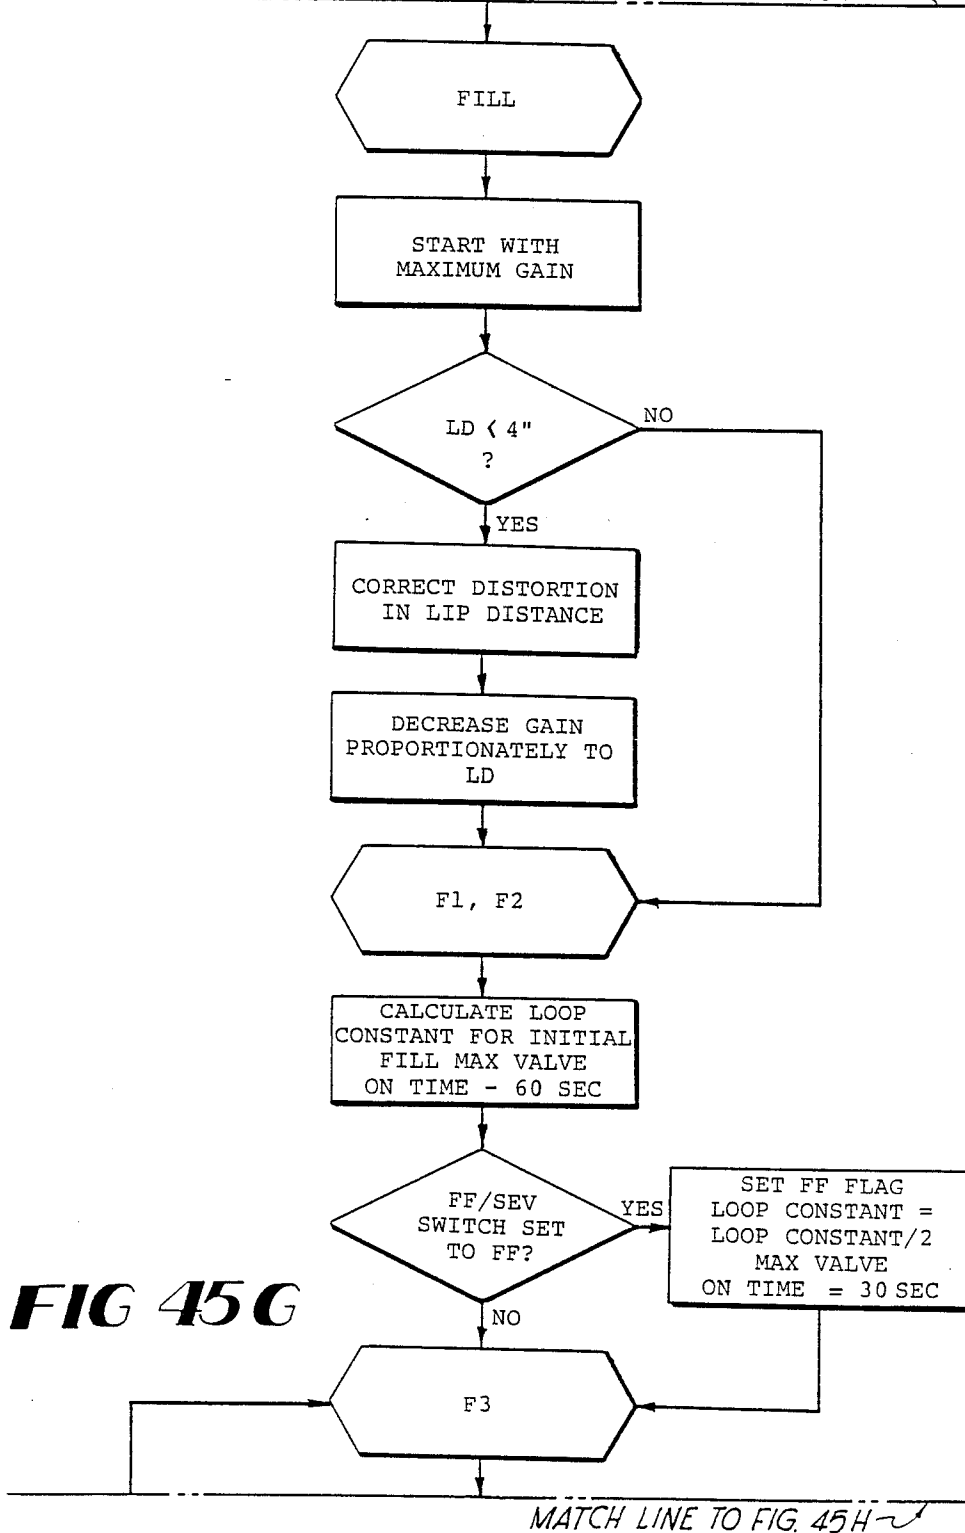 FILL
START WITH
MAXIMUM GAIN
LD < 4"
?
NO
YES
CORRECT DISTORTION
IN LIP DISTANCE
DECREASE GAIN
PROPORTIONATELY TO
LD
F1, F2
CALCULATE LOOP
CONSTANT FOR INITIAL
FILL MAX VALVE
ON TIME - 60 SEC
FF/SEV
SWITCH SET
TO FF?
YES
SET FF FLAG
LOOP CONSTANT =
LOOP CONSTANT/2
MAX VALVE
ON TIME = 30 SEC
NO
FIG 45G
F3
MATCH LINE TO FIG. 45H